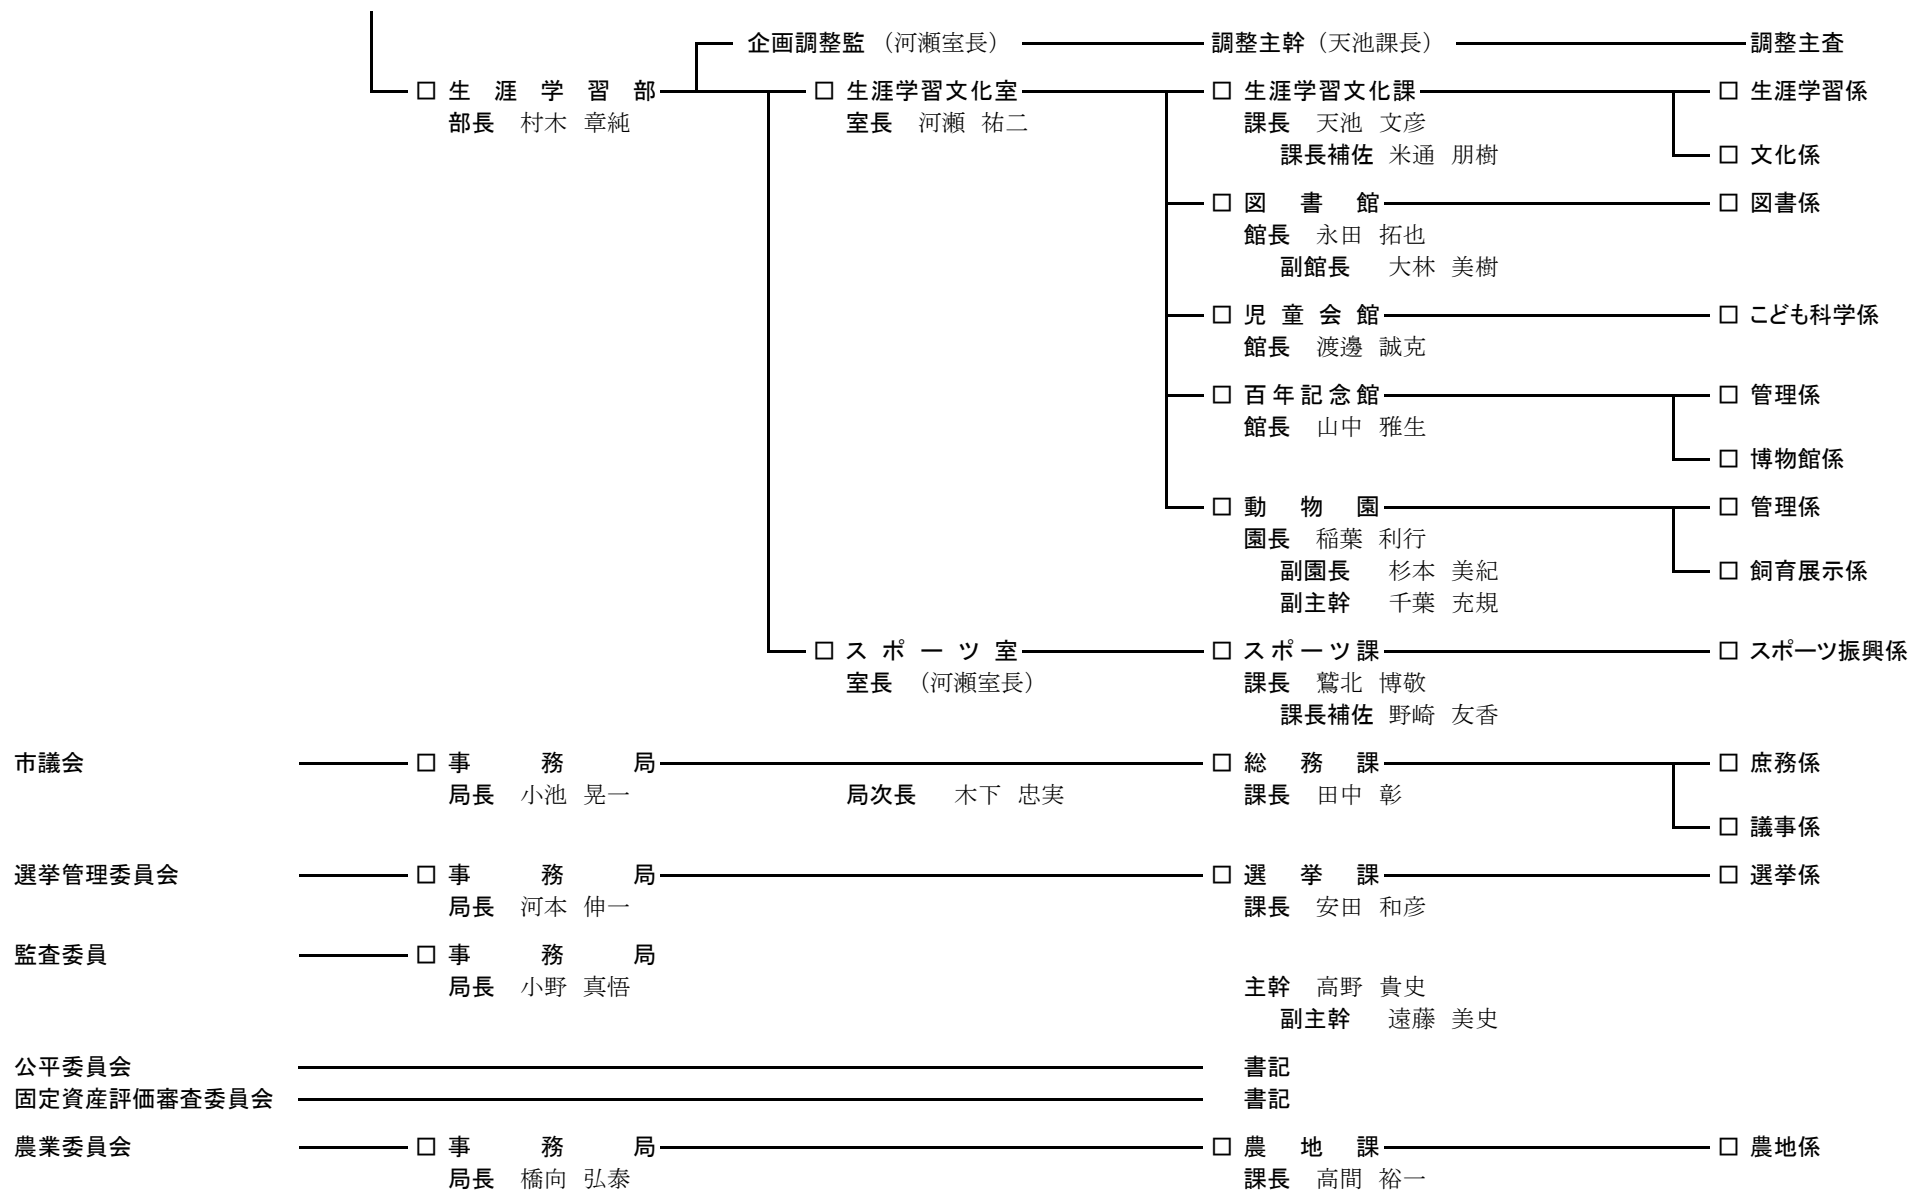 企画調整監 （河瀬室長） 調整主幹（天池課長） 調整主査
□ 生涯学習部 □ 生涯学習文化室 □ 生涯学習文化課 □ 生涯学習係
部長 村木 章純 室長 河瀬 祐二 課長 天池 文彦
課長補佐 米通 朋樹 □ 文化係
□ 図書館 □ 図書係
館長 永田 拓也
副館長 大林 美樹
□ 児童会館 □ こども科学係
館長 渡邊 誠克
□ 百年記念館 □ 管理係
館長 山中 雅生
□ 博物館係
□ 動物園 □ 管理係
園長 稲葉 利行
副園長 杉本 美紀 □ 飼育展示係
副主幹 千葉 充規
□ スポーツ室 □ スポーツ課 □ スポーツ振興係
室長 （河瀬室長） 課長 鷲北 博敬
課長補佐 野崎 友香
市議会 □ 事務局 □ 総務課 □ 庶務係
局長 小池 晃一 局次長 木下 忠実 課長 田中 彰
□ 議事係
選挙管理委員会 □ 事務局 □ 選挙課 □ 選挙係
局長 河本 伸一 課長 安田 和彦
監査委員 □ 事務局
局長 小野 真悟 主幹 高野 貴史
副主幹 遠藤 美史
公平委員会 書記
固定資産評価審査委員会 書記
農業委員会 □ 事務局 □ 農地課 □ 農地係
局長 橋向 弘泰 課長 高間 裕一